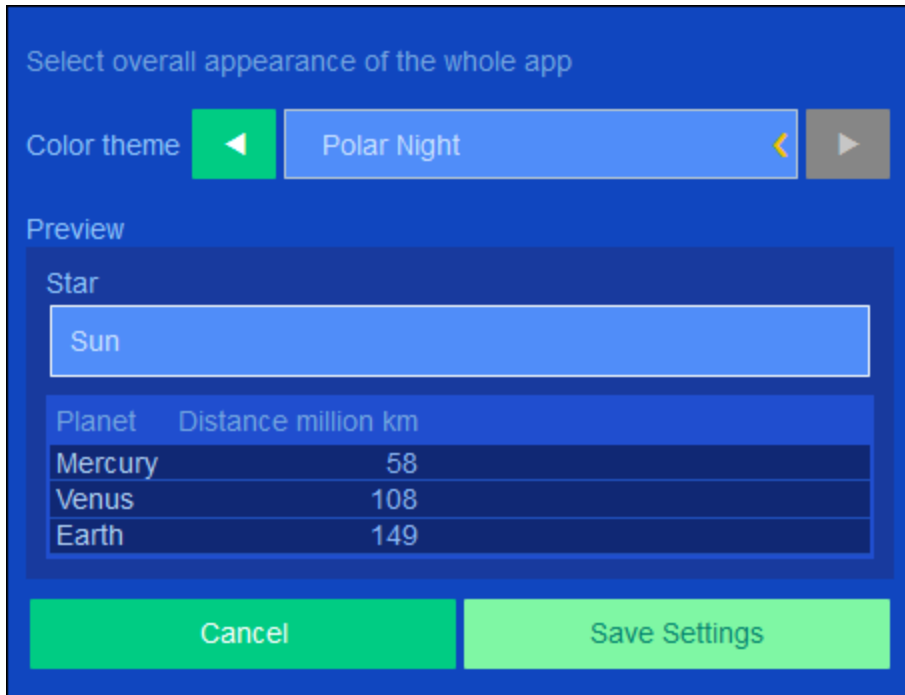 Select overall appearance of the whole app
Color theme Polar Night
Preview
Star
Sun
Planet Distance million km
Mercury 58
Venus 108
Earth 149
Cancel Save Settings